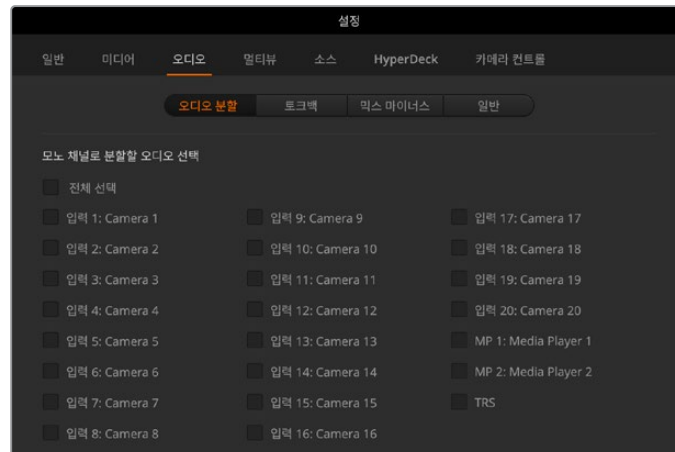 설정
일반 미디어 오디오 멀티뷰 소스 HyperDeck 카메라 컨트롤
오디오 분할 토크백 믹스 마이너스 일반
모노 채널로 분할할 오디오 선택
전체 선택
입력 1: Camera 1 입력 9: Camera 9 입력 17: Camera 17
입력 2: Camera 2 입력 10: Camera 10 입력 18: Camera 18
입력 3: Camera 3 입력 11: Camera 11 입력 19: Camera 19
입력 4: Camera 4 입력 12: Camera 12 입력 20: Camera 20
입력 5: Camera 5 입력 13: Camera 13 MP 1: Media Player 1
입력 6: Camera 6 입력 14: Camera 14 MP 2: Media Player 2
입력 7: Camera 7 입력 15: Camera 15 TRS
입력 8: Camera 8 입력 16: Camera 16